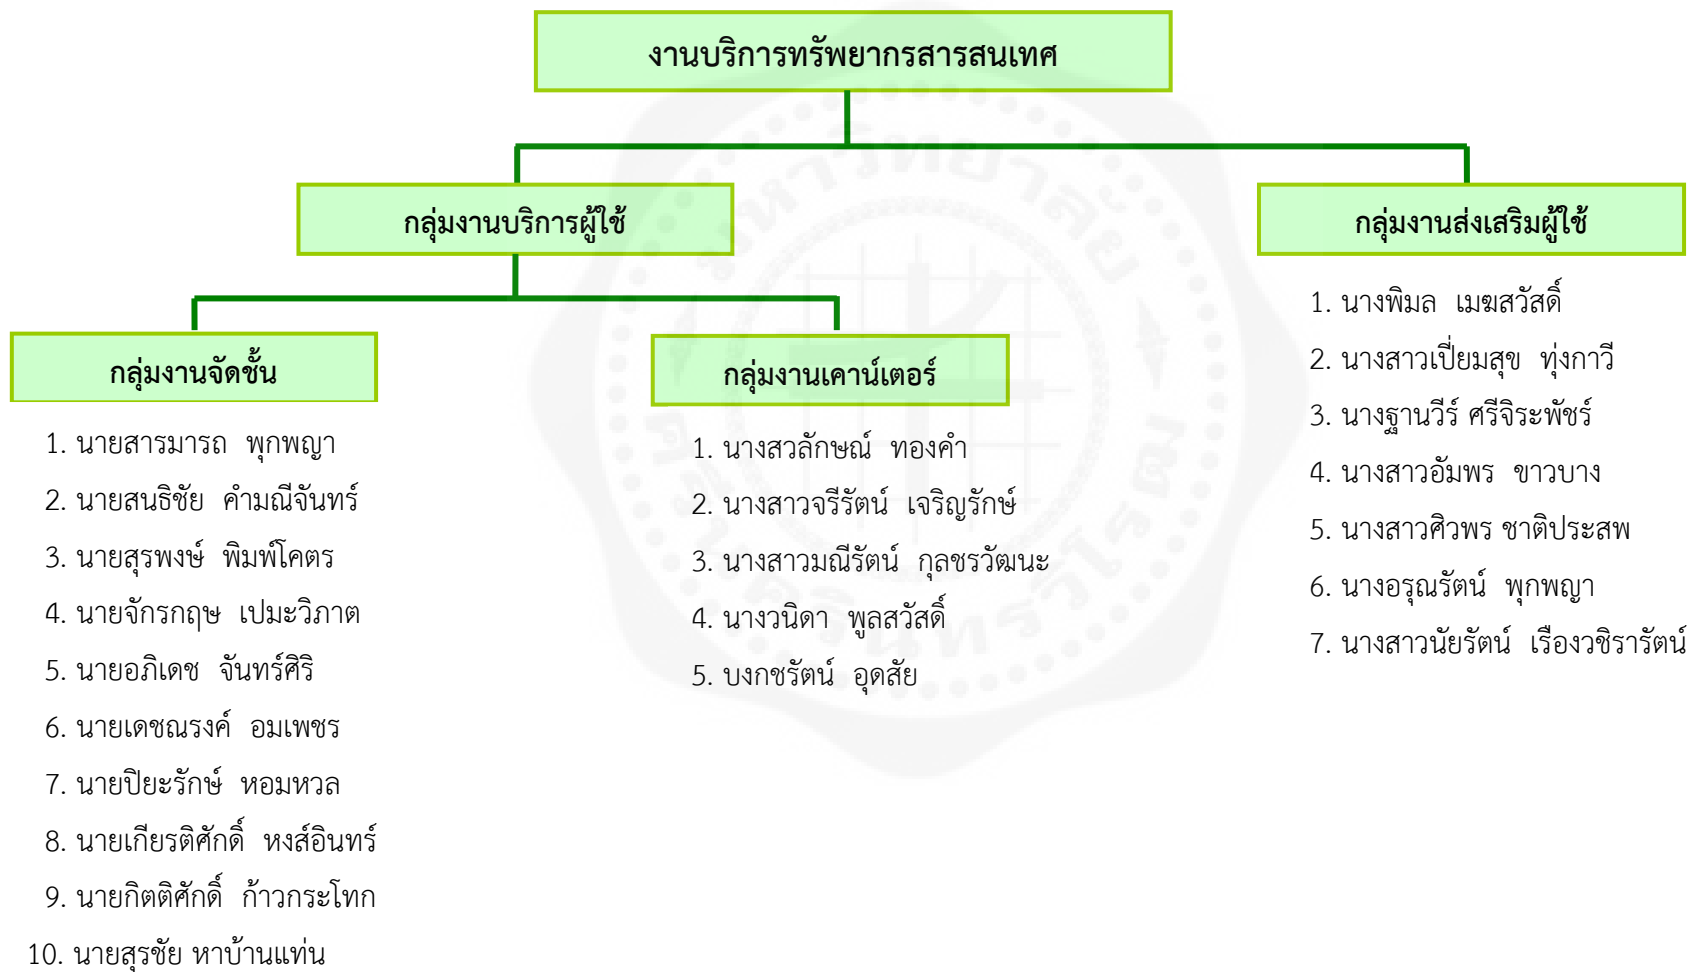 งานบริการทรัพยากรสารสนเทศ
กลุ่มงานบริการผู้ใช้
กลุ่มงานส่งเสริมผู้ใช้
1. นางพิมล เมฆสวัสดิ์
2. นางสาวเปี่ยมสุข ทุ่งกาวี
3. นางฐานวีร์ ศรีจิระพัชร์
4. นางสาวอัมพร ขาวบาง
5. นางสาวศิวพร ชาติประสพ
6. นางอรุณรัตน์ พุกพญา
7. นางสาวนัยรัตน์ เรืองวชิรารัตน์
กลุ่มงานจัดชั้น
1. นายสารมารถ พุกพญา
2. นายสนธิชัย คำมณีจันทร์
3. นายสุรพงษ์ พิมพ์โคตร
4. นายจักรกฤษ เปมะวิภาต
5. นายอภิเดช จันทร์ศิริ
6. นายเดชณรงค์ อมเพชร
7. นายปิยะรักษ์ หอมหวล
8. นายเกียรติศักดิ์ หงส์อินทร์
9. นายกิตติศักดิ์ ก้าวกระโทก
10. นายสุรชัย หาบ้านแท่น
กลุ่มงานเคาน์เตอร์
1. นางสวลักษณ์ ทองคำ
2. นางสาวจรีรัตน์ เจริญรักษ์
3. นางสาวมณีรัตน์ กุลชรวัฒนะ
4. นางวนิดา พูลสวัสดิ์
5. บงกชรัตน์ อุดสัย
มหาวิทยาลัย
ศรีนครินทรวิโรฒ